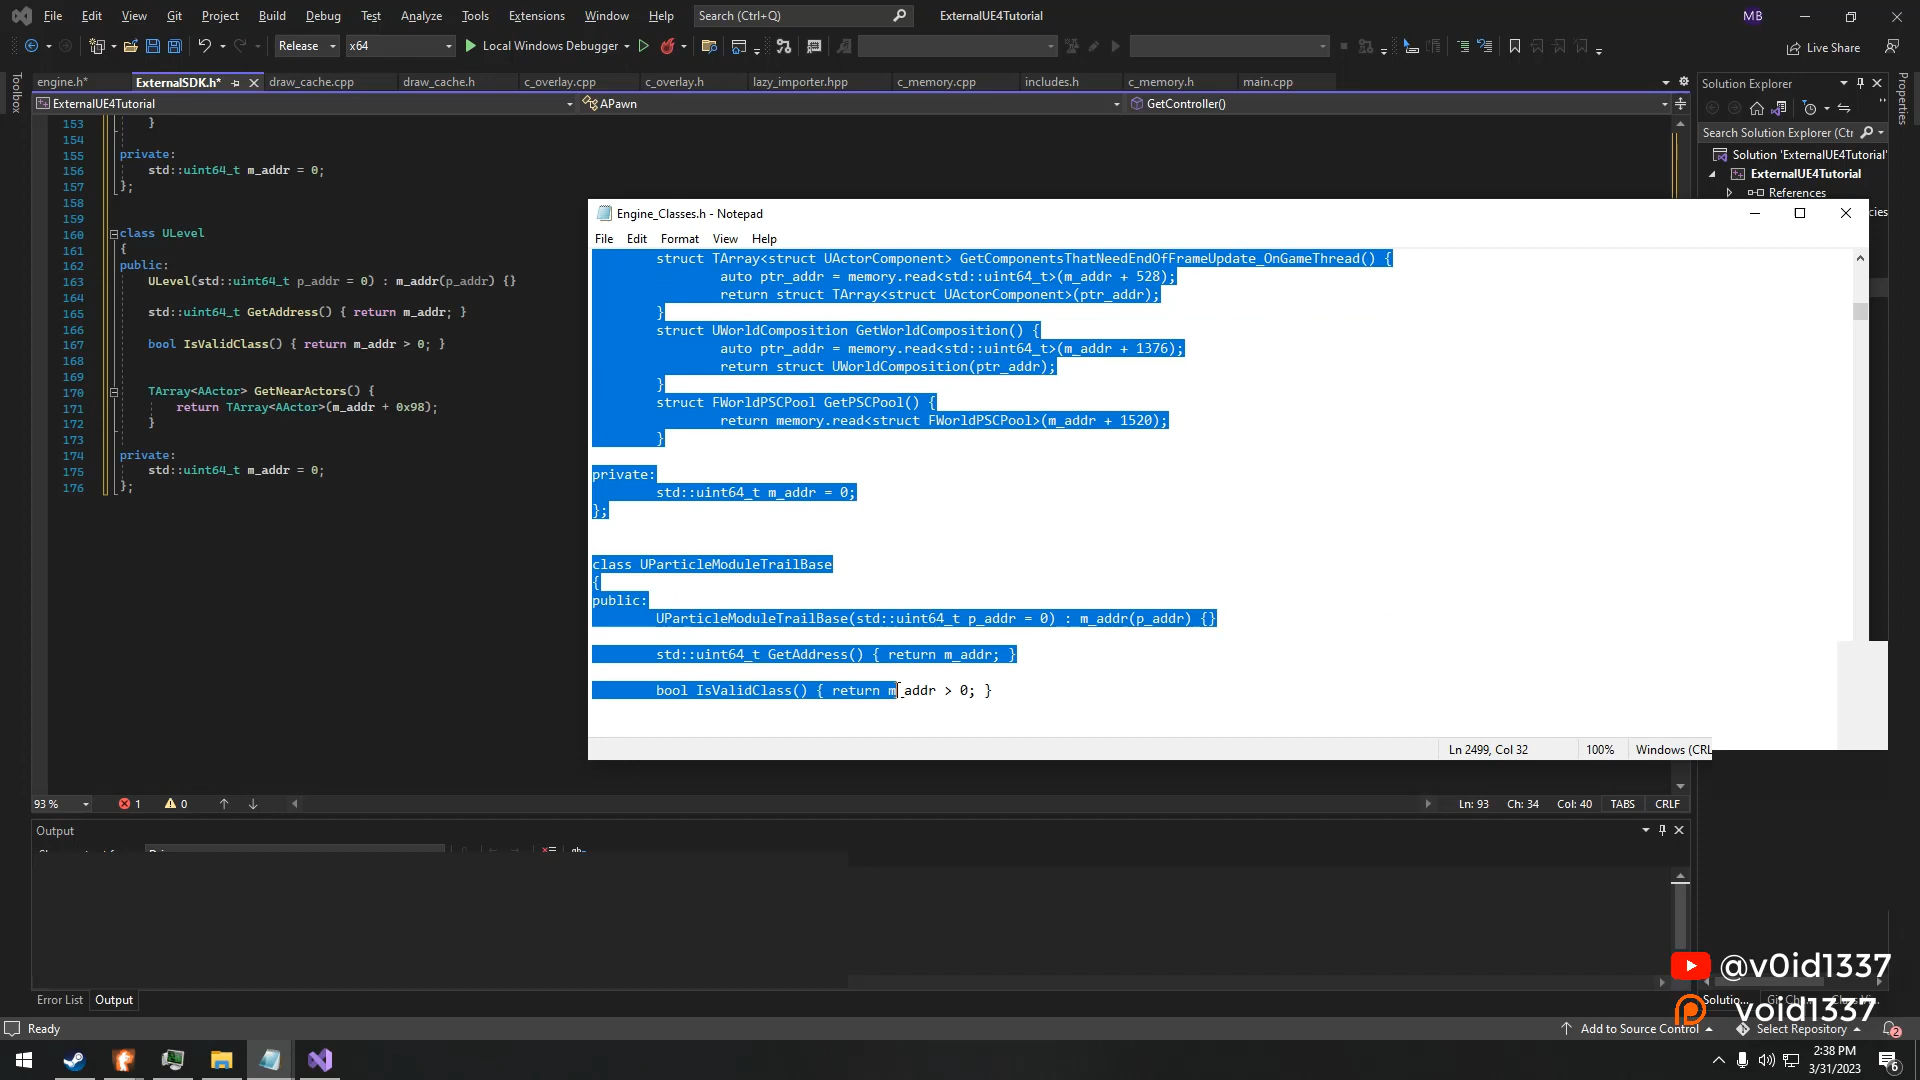 File Edit View Git Project Build Debug Test Analyze Tools Extensions Window Help Search (Ctrl+Q) ExternalUE4Tutorial MB
Release x64 Local Windows Debugger Live Share
Toolbox
engine.h* ExternalSDK.h* draw_cache.cpp draw_cache.h c_overlay.cpp c_overlay.h lazy_importer.hpp c_memory.cpp includes.h c_memory.h main.cpp
ExternalUE4Tutorial APawn GetController()
153 }
154
155 private:
156 std::uint64_t m_addr = 0;
157 };
158
159
160 class ULevel
161 {
162 public:
163 ULevel(std::uint64_t p_addr = 0) : m_addr(p_addr) {}
164
165 std::uint64_t GetAddress() { return m_addr; }
166
167 bool IsValidClass() { return m_addr > 0; }
168
169
170 TArray<AActor> GetNearActors() {
171 return TArray<AActor>(m_addr + 0x98);
172 }
173
174 private:
175 std::uint64_t m_addr = 0;
176 };
Engine_Classes.h - Notepad
File Edit Format View Help
struct TArray<struct UActorComponent> GetComponentsThatNeedEndOfFrameUpdate_OnGameThread() {
auto ptr_addr = memory.read<std::uint64_t>(m_addr + 528);
return struct TArray<struct UActorComponent>(ptr_addr);
}
struct UWorldComposition GetWorldComposition() {
auto ptr_addr = memory.read<std::uint64_t>(m_addr + 1376);
return struct UWorldComposition(ptr_addr);
}
struct FWorldPSCPool GetPSCPool() {
return memory.read<struct FWorldPSCPool>(m_addr + 1520);
}
private:
std::uint64_t m_addr = 0;
};
class UParticleModuleTrailBase
{
public:
UParticleModuleTrailBase(std::uint64_t p_addr = 0) : m_addr(p_addr) {}
std::uint64_t GetAddress() { return m_addr; }
bool IsValidClass() { return m_addr > 0; }
Ln 2499, Col 32 100% Windows (CRL
Solution Explorer
Search Solution Explorer (Ctr
Solution 'ExternalUE4Tutorial'
ExternalUE4Tutorial
References
cies
Properties
93 % 1 0 Ln: 93 Ch: 34 Col: 40 TABS CRLF
Output
Error List Output
@v0id1337
void1337
Solutio...
Ready Add to Source Control Select Repository 2
2:38 PM
3/31/2023
6